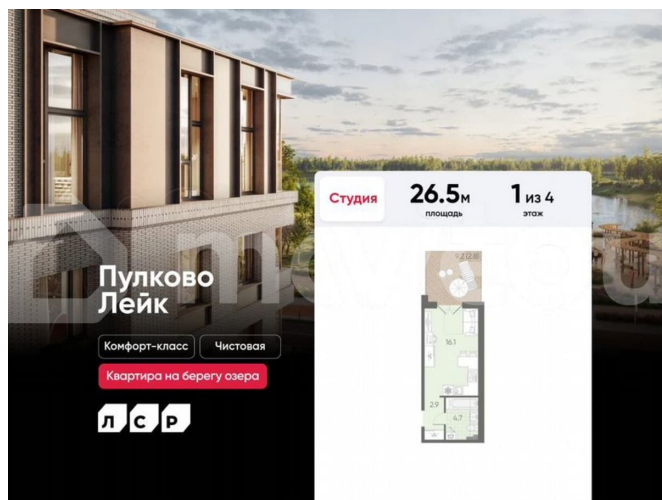 Студия
26.5м
площадь
1 из 4
этаж
Пулково
Лейк
Комфорт-класс
Чистовая
Квартира на берегу озера
ЛСР
16.1
2.9
4.7